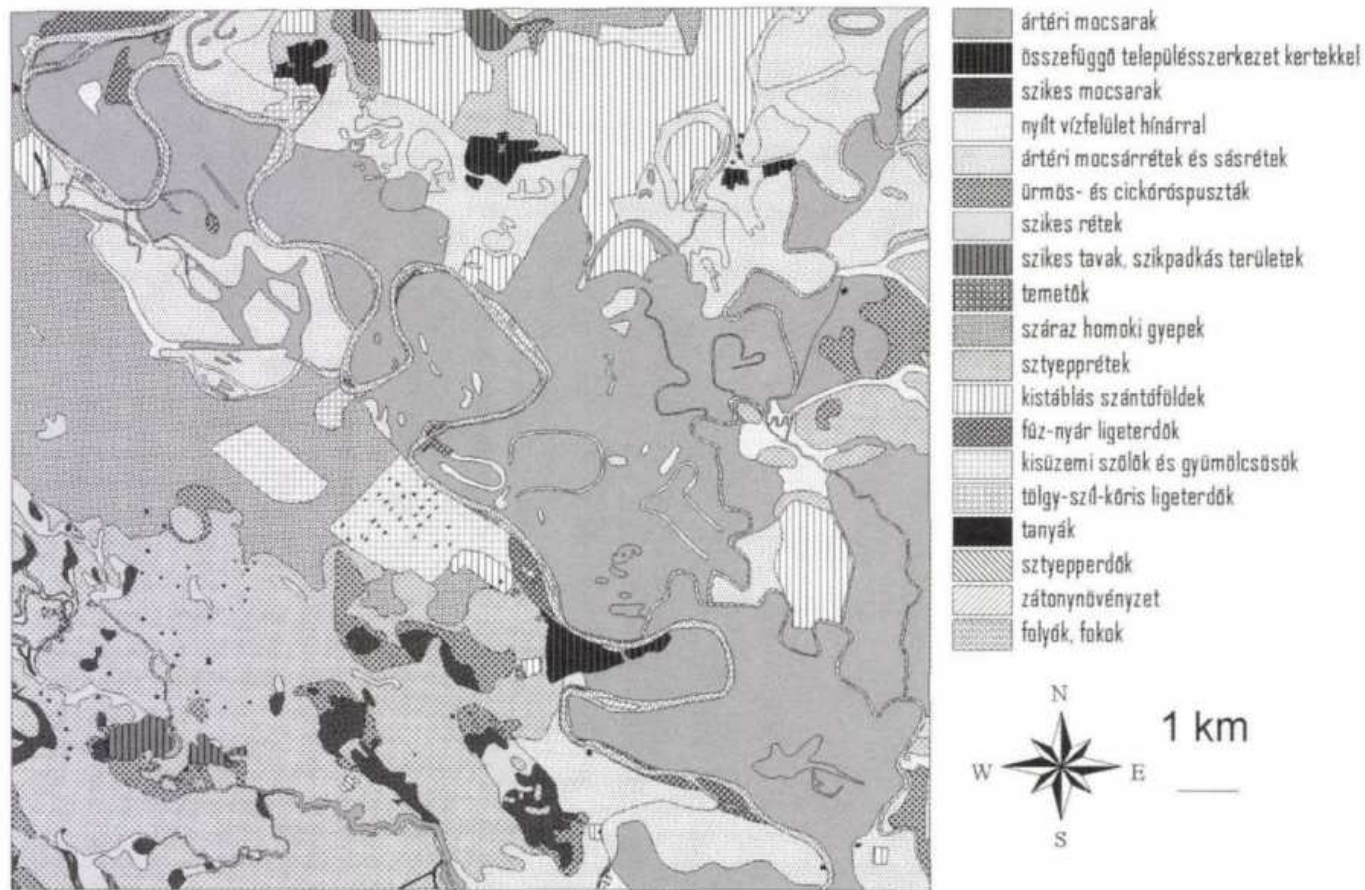 ártéri mocsarak
összefüggő településszerkezet kertekkel
szikes mocsarak
nyílt vízfelület hínárral
ártéri mocsárrétek és sásrétek
ürmös- és cickóróspuszták
szikes rétek
szikes tavak, szikpadkás területek
temetők
száraz homoki gyepek
sztyepprétek
kistáblás szántóföldek
fűz-nyár ligeterdők
kisüzemi szőlők és gyümölcsösök
tölgy-szil-kőris ligeterdők
tanyák
sztyepperdők
zátonynövényzet
folyók, fokok
N
1 km
W E
S